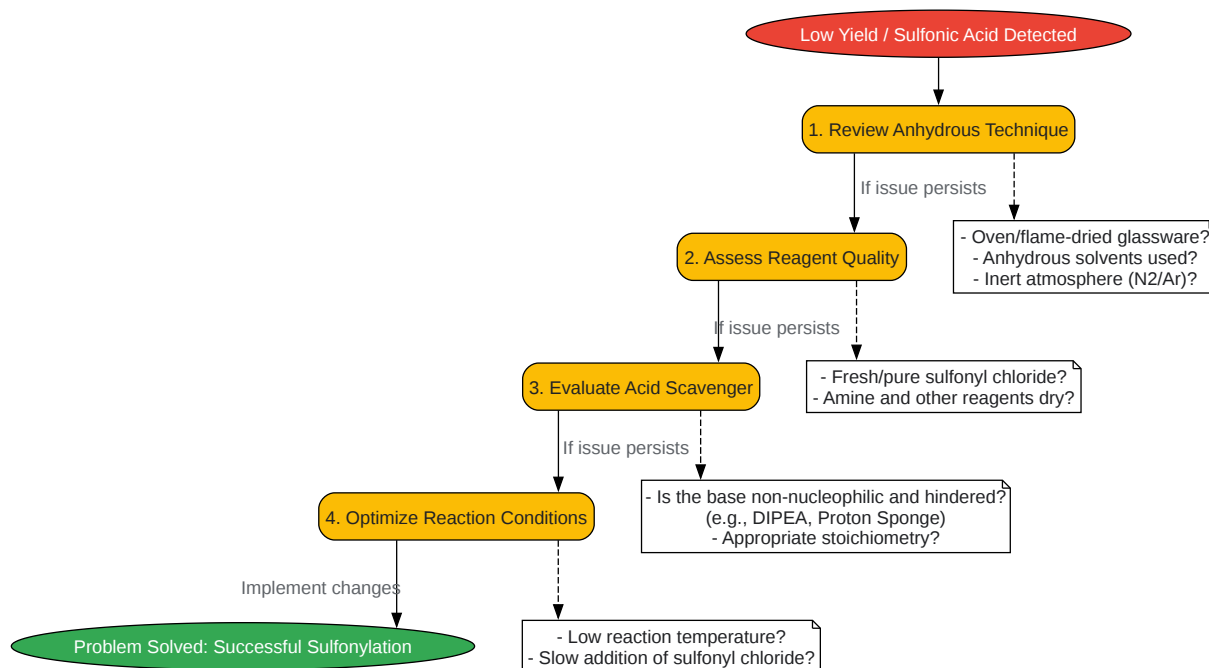 Low Yield / Sulfonic Acid Detected
1. Review Anhydrous Technique
If issue persists
- Oven/flame-dried glassware?
- Anhydrous solvents used?
- Inert atmosphere (N2/Ar)?
2. Assess Reagent Quality
If issue persists
- Fresh/pure sulfonyl chloride?
- Amine and other reagents dry?
3. Evaluate Acid Scavenger
If issue persists
- Is the base non-nucleophilic and hindered?
(e.g., DIPEA, Proton Sponge)
- Appropriate stoichiometry?
4. Optimize Reaction Conditions
Implement changes
- Low reaction temperature?
- Slow addition of sulfonyl chloride?
Problem Solved: Successful Sulfonylation